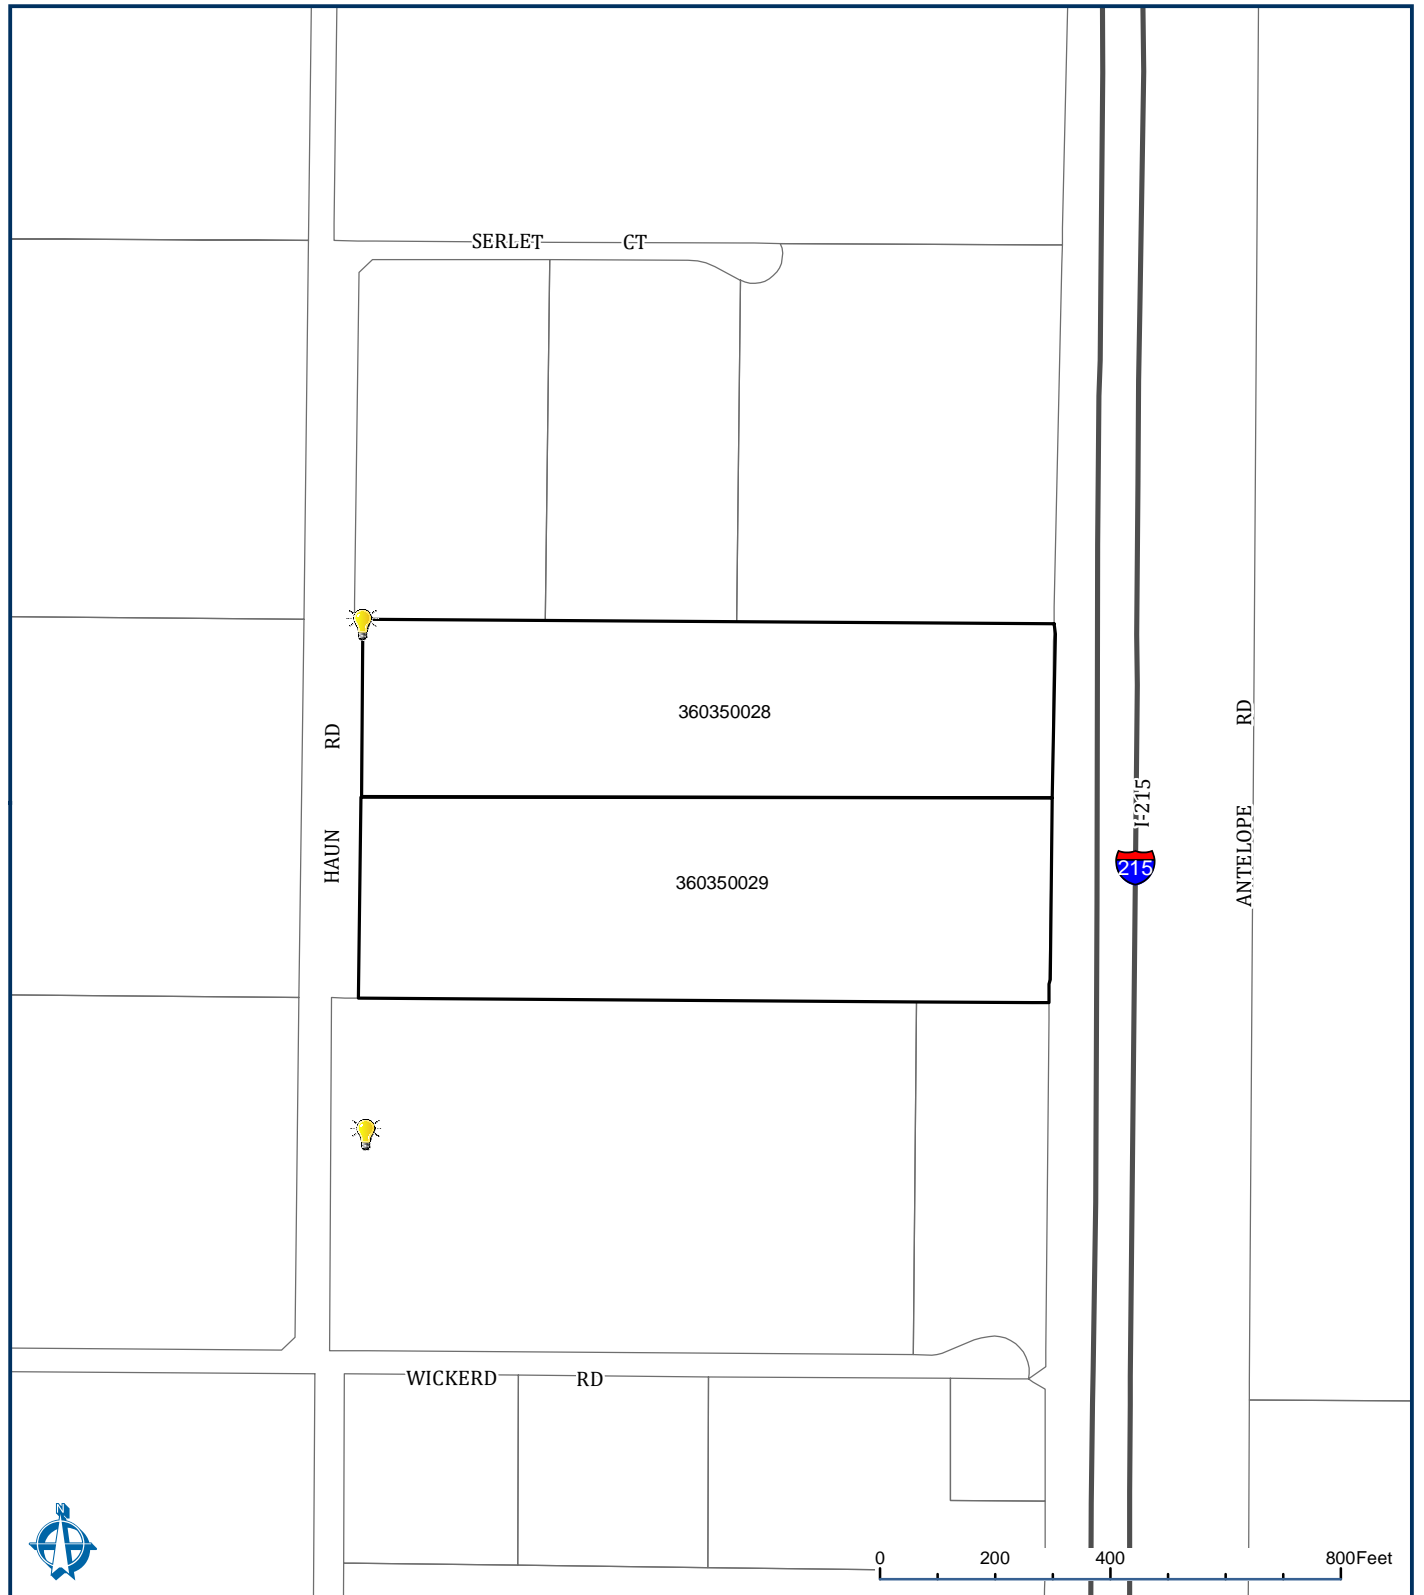 SERLET CT
360350028
HAUN RD
I-215
ANTELOPE RD
215
360350029
WICKERD RD
N
0 200 400 800Feet